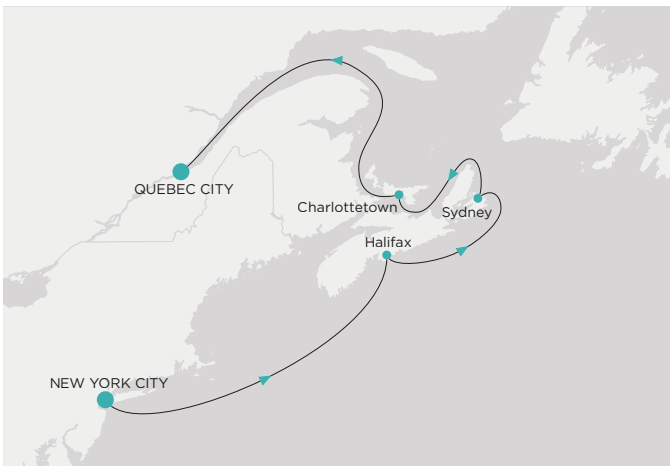 QUEBEC CITY
Charlottetown
Sydney
Halifax
NEW YORK CITY